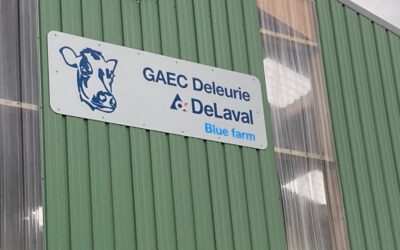 GAEC Deleurie
DeLaval
Blue farm